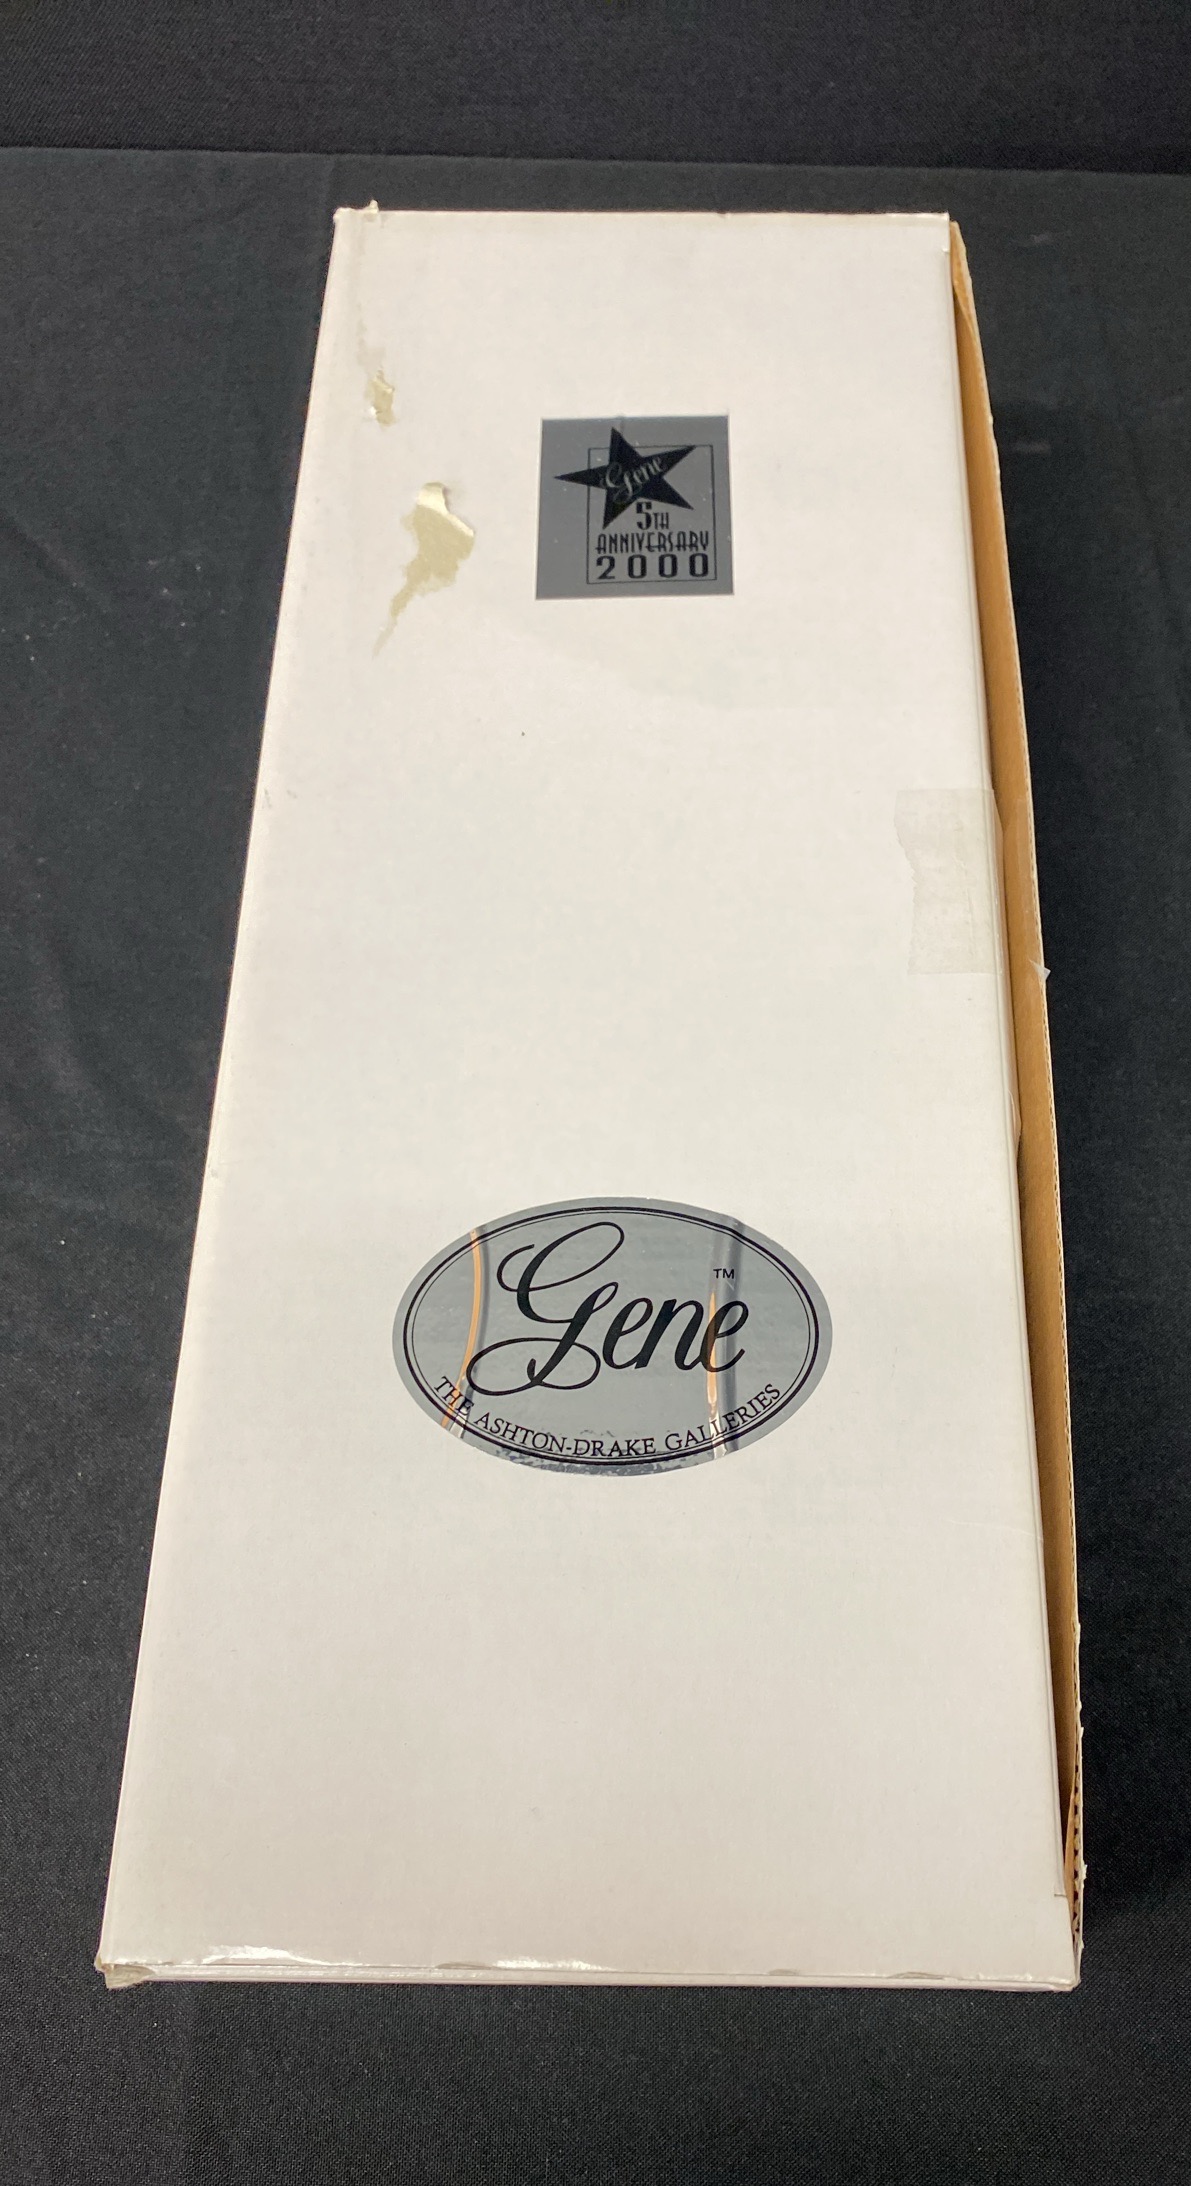 Gene
5TH
ANNIVERSARY
2000
Gene™
THE ASHTON-DRAKE GALLERIES